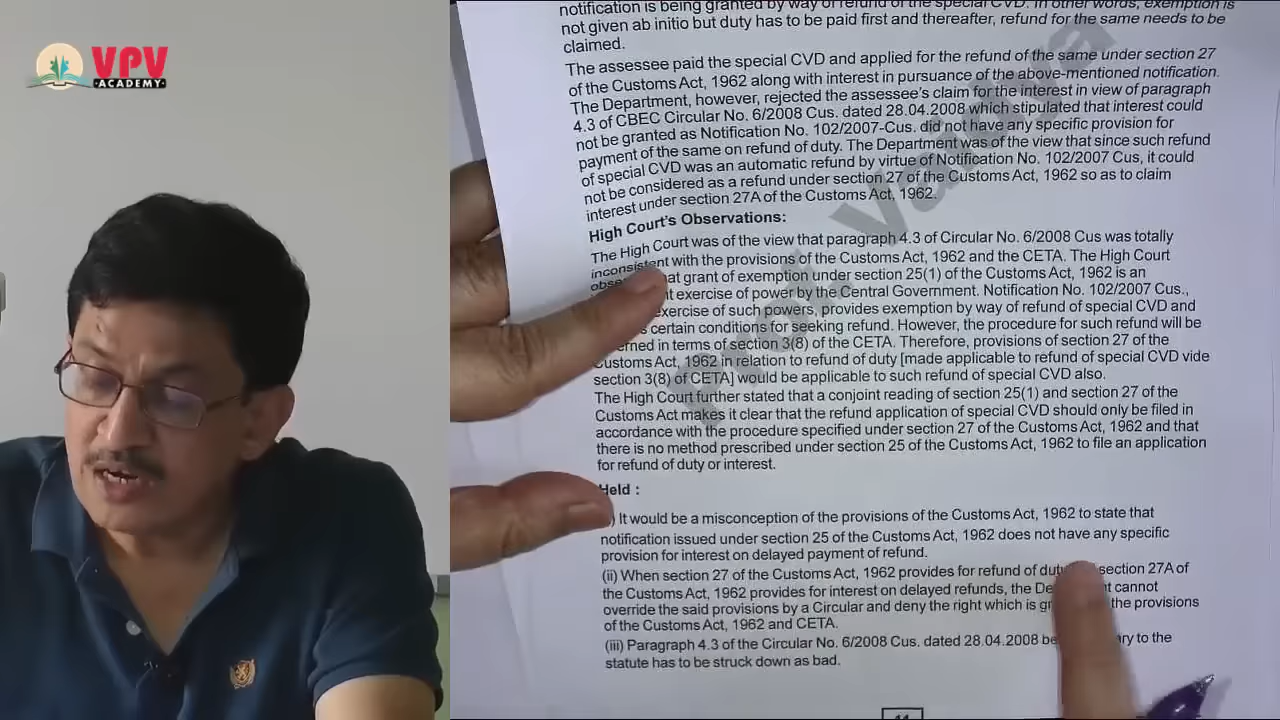 VPV
ACADEMY
notification is being granted by way of refund of the special CVD. In other words, exemption is
not given ab initio but duty has to be paid first and thereafter, refund for the same needs to be
claimed.
The assessee paid the special CVD and applied for the refund of the same under section 27
of the Customs Act, 1962 along with interest in pursuance of the above-mentioned notification.
The Department, however, rejected the assessee's claim for the interest in view of paragraph
4.3 of CBEC Circular No. 6/2008 Cus. dated 28.04.2008 which stipulated that interest could
not be granted as Notification No. 102/2007-Cus. did not have any specific provision for
payment of the same on refund of duty. The Department was of the view that since such refund
of special CVD was an automatic refund by virtue of Notification No. 102/2007 Cus, it could
not be considered as a refund under section 27 of the Customs Act, 1962 so as to claim
interest under section 27A of the Customs Act, 1962.
High Court's Observations:
The High Court was of the view that paragraph 4.3 of Circular No. 6/2008 Cus was totally
inconsistent with the provisions of the Customs Act, 1962 and the CETA. The High Court
grant of exemption under section 25(1) of the Customs Act, 1962 is an
exercise of power by the Central Government. Notification No. 102/2007 Cus.,
exercise of such powers, provides exemption by way of refund of special CVD and
certain conditions for seeking refund. However, the procedure for such refund will be
in terms of section 3(8) of the CETA. Therefore, provisions of section 27 of the
Customs Act, 1962 in relation to refund of duty [made applicable to refund of special CVD vide
section 3(8) of CETA] would be applicable to such refund of special CVD also.
The High Court further stated that a conjoint reading of section 25(1) and section 27 of the
Customs Act makes it clear that the refund application of special CVD should only be filed in
accordance with the procedure specified under section 27 of the Customs Act, 1962 and that
there is no method prescribed under section 25 of the Customs Act, 1962 to file an application
for refund of duty or interest.
Held :
It would be a misconception of the provisions of the Customs Act, 1962 to state that
notification issued under section 25 of the Customs Act, 1962 does not have any specific
provision for interest on delayed payment of refund.
(ii) When section 27 of the Customs Act, 1962 provides for refund of duty section 27A of
the Customs Act, 1962 provides for interest on delayed refunds, the cannot
override the said provisions by a Circular and deny the right which is the provisions
of the Customs Act, 1962 and CETA.
(iii) Paragraph 4.3 of the Circular No. 6/2008 Cus. dated 28.04.2008 to the
statute has to be struck down as bad.